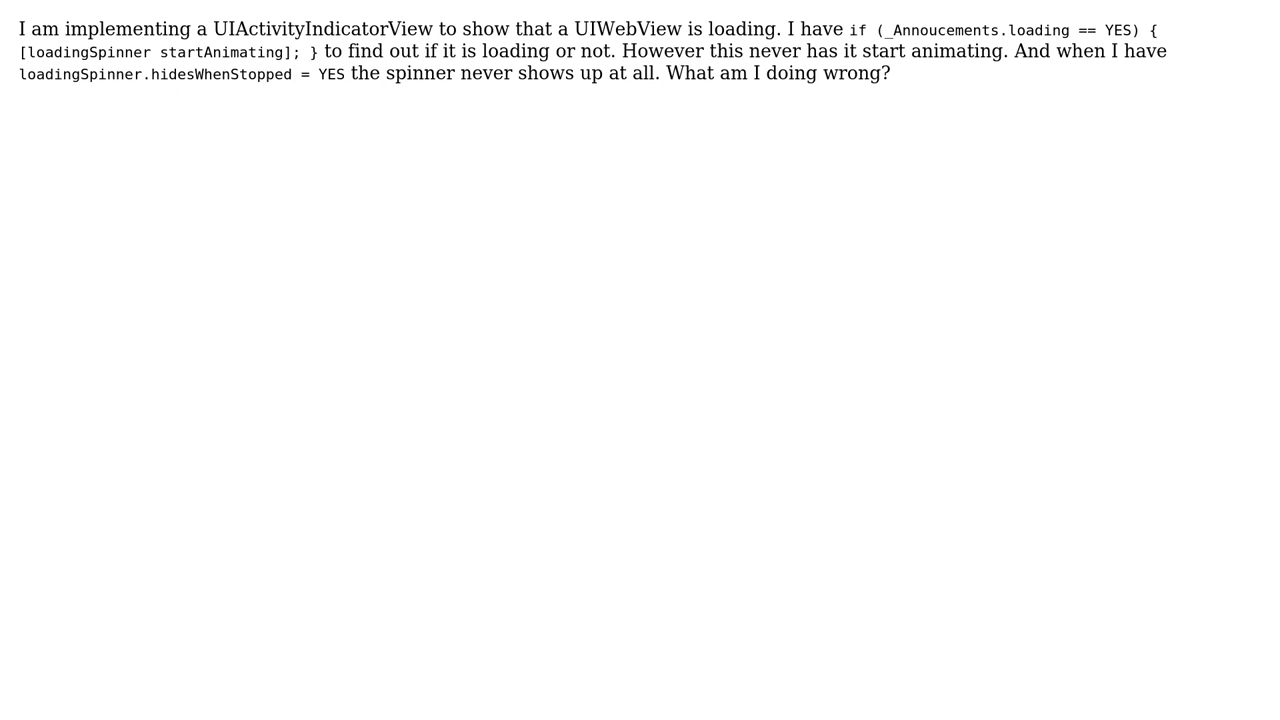 I am implementing a UIActivityIndicatorView to show that a UIWebView is loading. I have if (_Annoucements.loading == YES) {
[loadingSpinner startAnimating]; } to find out if it is loading or not. However this never has it start animating. And when I have
loadingSpinner.hidesWhenStopped = YES the spinner never shows up at all. What am I doing wrong?